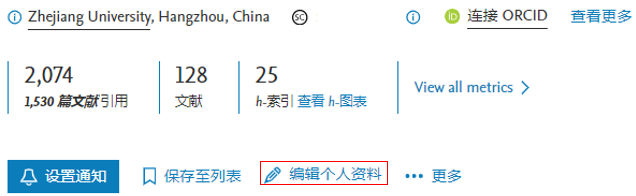 Zhejiang University, Hangzhou, China SC 连接 ORCID 查看更多
2,074 128 25 View all metrics
1,530 篇文献 引用 文献 h-索引 查看 h-图表
设置通知 保存至列表 编辑个人资料 更多